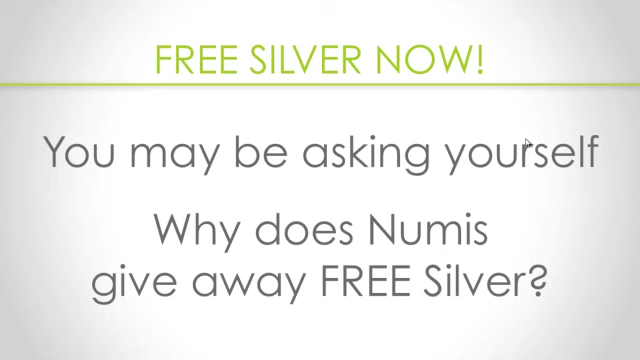 FREE SILVER NOW!
You may be asking yourself
Why does Numis
give away FREE Silver?